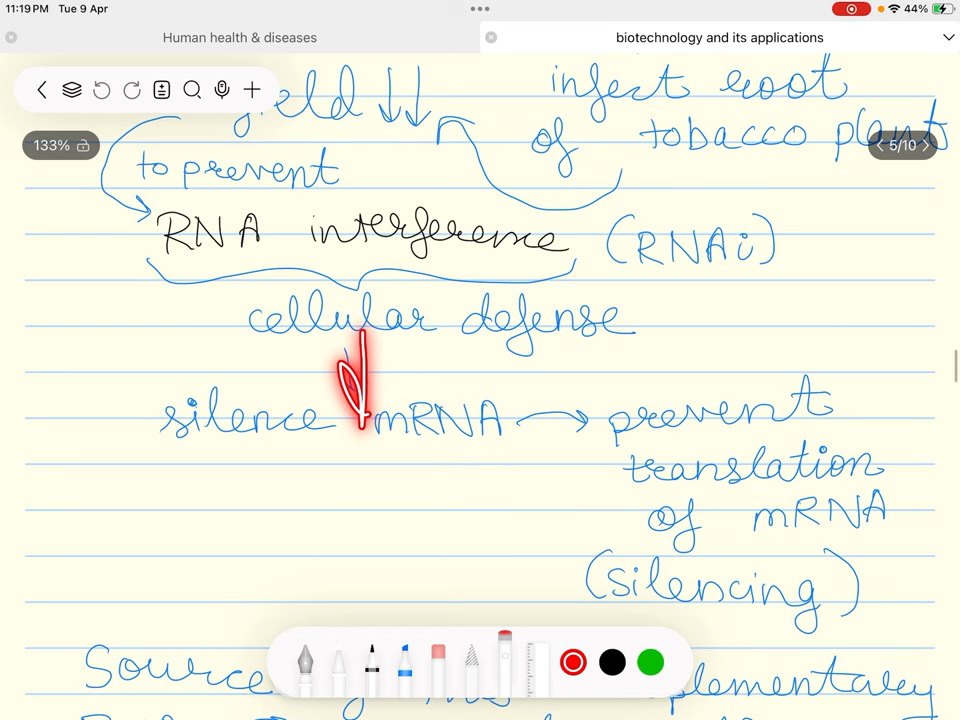 11:19 PM Tue 9 Apr
44%
Human health & diseases
biotechnology and its applications
yield ↓↓
infect root
133%
of tobacco plants
5/10
to prevent
RNA interference (RNAi)
cellular defense
silence mRNA → prevent
translation
of mRNA
(silencing)
Source